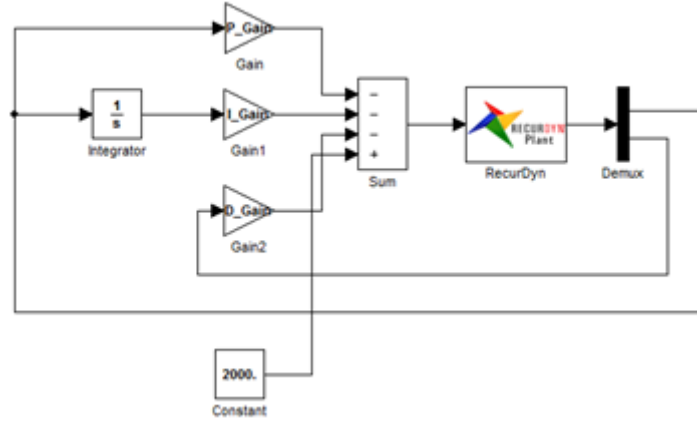 P_Gain
Gain
1
s
Integrator
I_Gain
Gain1
−
−
−
+
Sum
RECURDYN
Plant
RecurDyn
Demux
D_Gain
Gain2
2000.
Constant